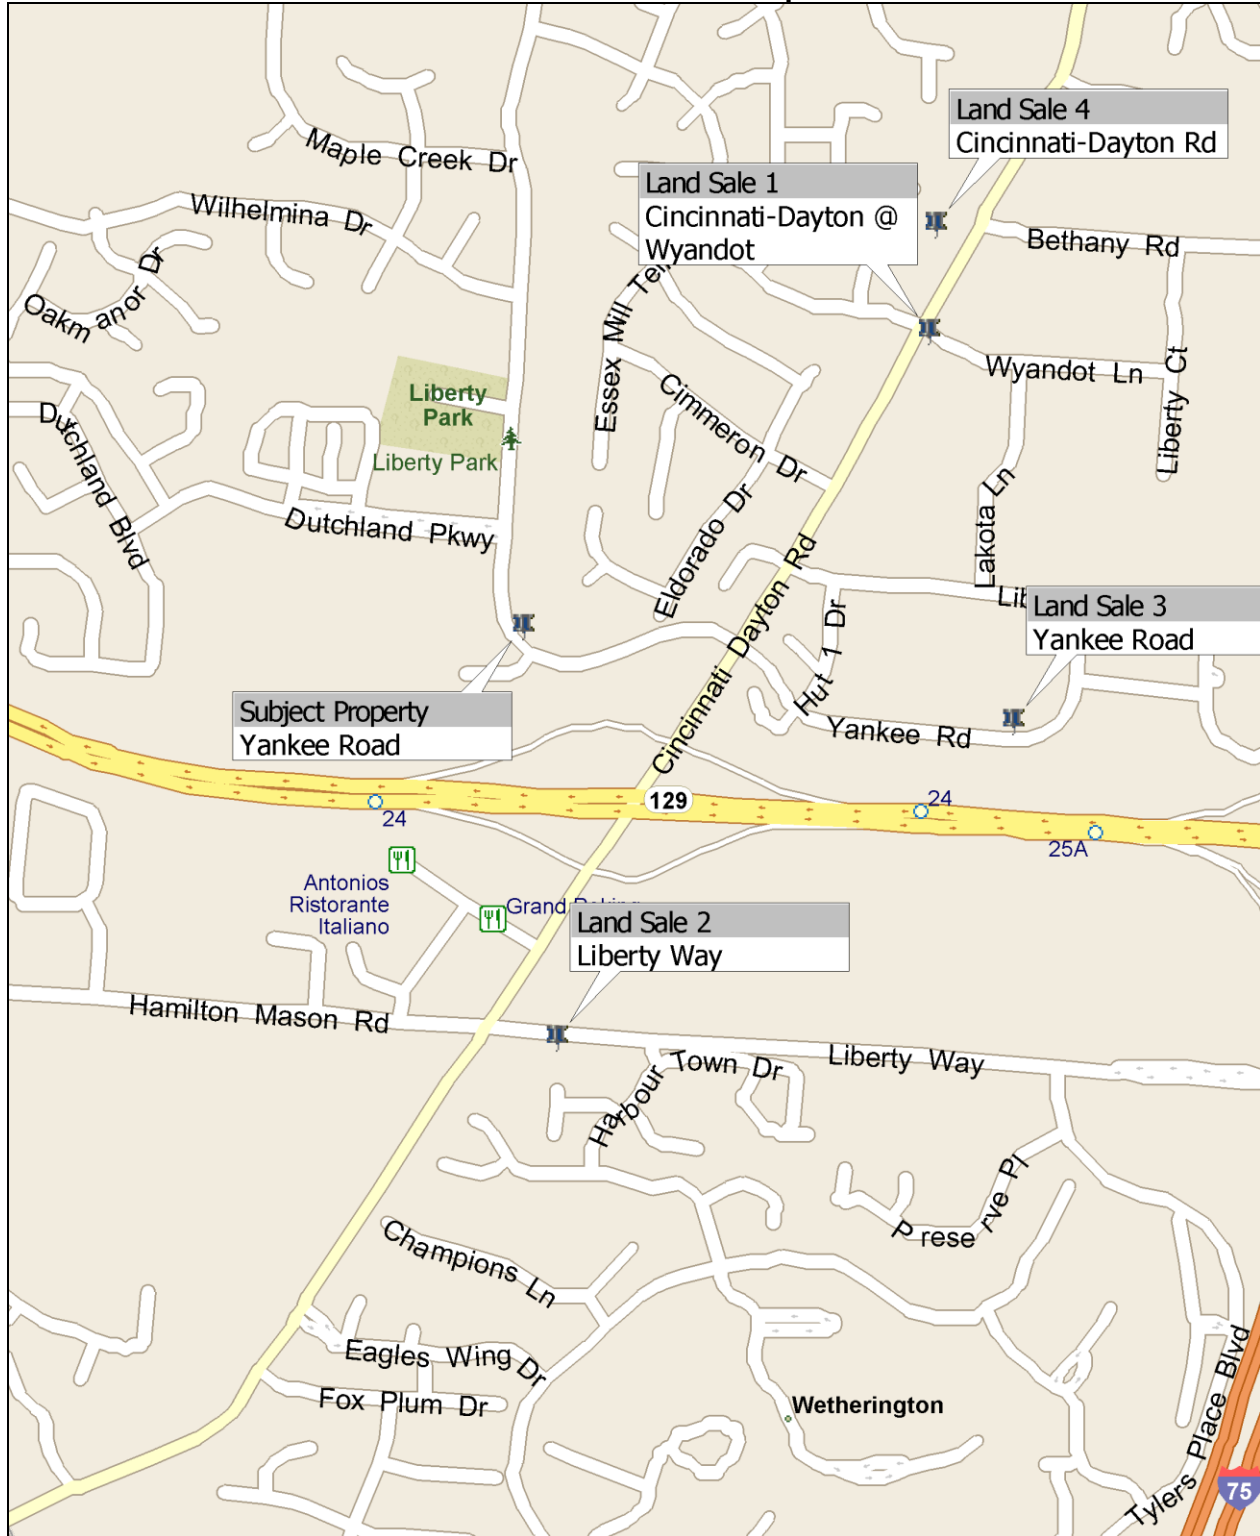 Land Sale 4
Cincinnati-Dayton Rd
Maple Creek Dr
Land Sale 1
Cincinnati-Dayton @
Wyandot
Wilhelmina Dr
Bethany Rd
Oakmanor Dr
Essex Mill
Wyandot Ln
Liberty Ct
Liberty
Park
Liberty Park
Cimmeron Dr
Dutchland Blvd
Dutchland Pkwy
Eldorado Dr
Lakota Ln
Cincinnati Dayton Rd
Hut 1 Dr
Land Sale 3
Yankee Road
Subject Property
Yankee Road
Yankee Rd
129
24
24
25A
Antonios
Ristorante
Italiano
Grand
Land Sale 2
Liberty Way
Hamilton Mason Rd
Liberty Way
Harbour Town Dr
Preserve Pl
Champions Ln
Eagles Wing Dr
Fox Plum Dr
Wetherington
Tylers Place Blvd
75